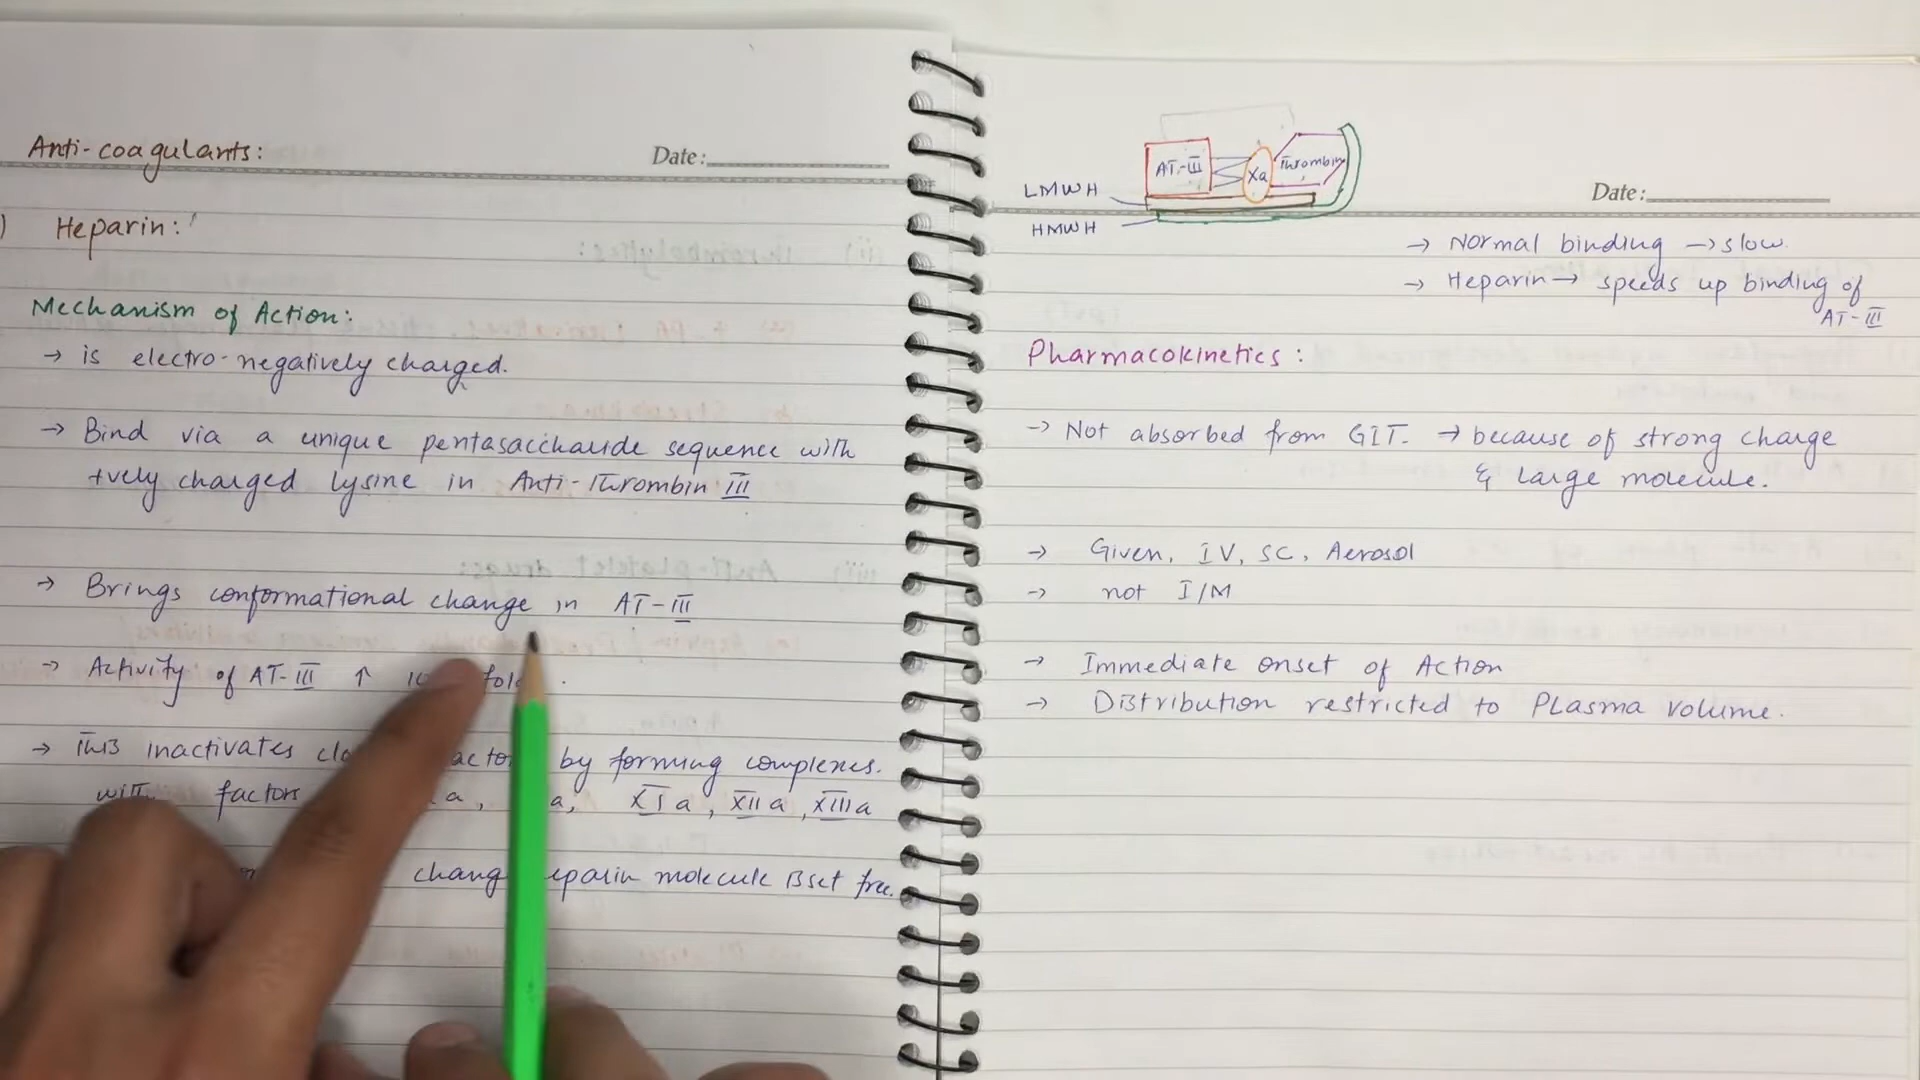 Anti-coagulants:
Date:
) Heparin:
Mechanism of Action:
→ is electro-negatively charged.
→ Bind via a unique pentasaccharide sequence with
+vely charged lysine in Anti-Thrombin III
→ Brings conformational change in AT-III
→ Activity of AT-III ↑ fold.
→ This inactivates by forming complexes.
with factors a, a, XI a, XII a, XIII a
molecule is set free.
AT-III Xa Thrombin
LMWH
HMWH
Date:
→ Normal binding → slow.
→ Heparin → speeds up binding of
AT-III
Pharmacokinetics:
→ Not absorbed from GIT. → because of strong charge
& large molecule.
→ Given, IV, SC, Aerosol
→ not I/M
→ Immediate onset of Action
→ Distribution restricted to Plasma volume.